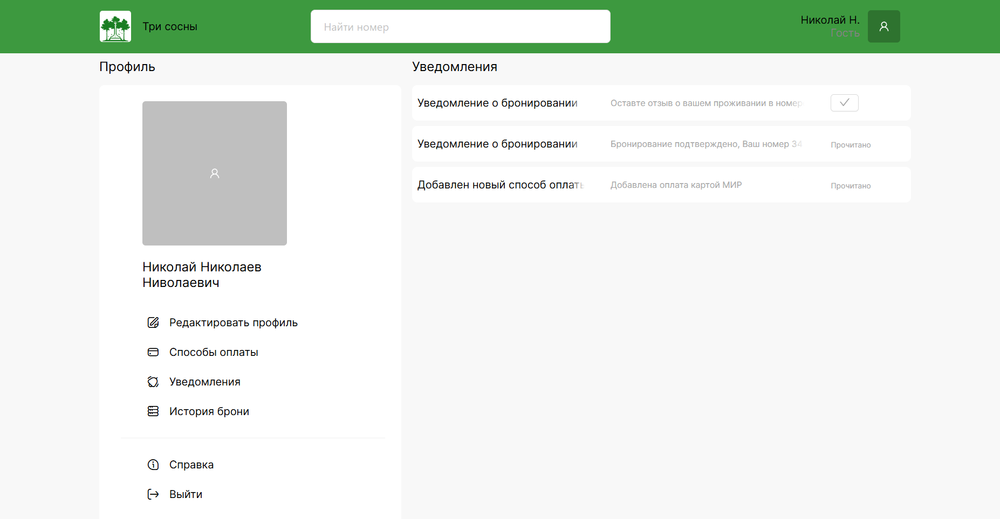 Три сосны
Найти номер
Николай Н.
Гость
Профиль
Уведомления
Николай Николаев
Ниволаевич
Редактировать профиль
Способы оплаты
Уведомления
История брони
Справка
Выйти
Уведомление о бронировании
Оставте отзыв о вашем проживании в номер
Уведомление о бронировании
Бронирование подтверждено, Ваш номер 34
Прочитано
Добавлен новый способ оплаты
Добавлена оплата картой МИР
Прочитано